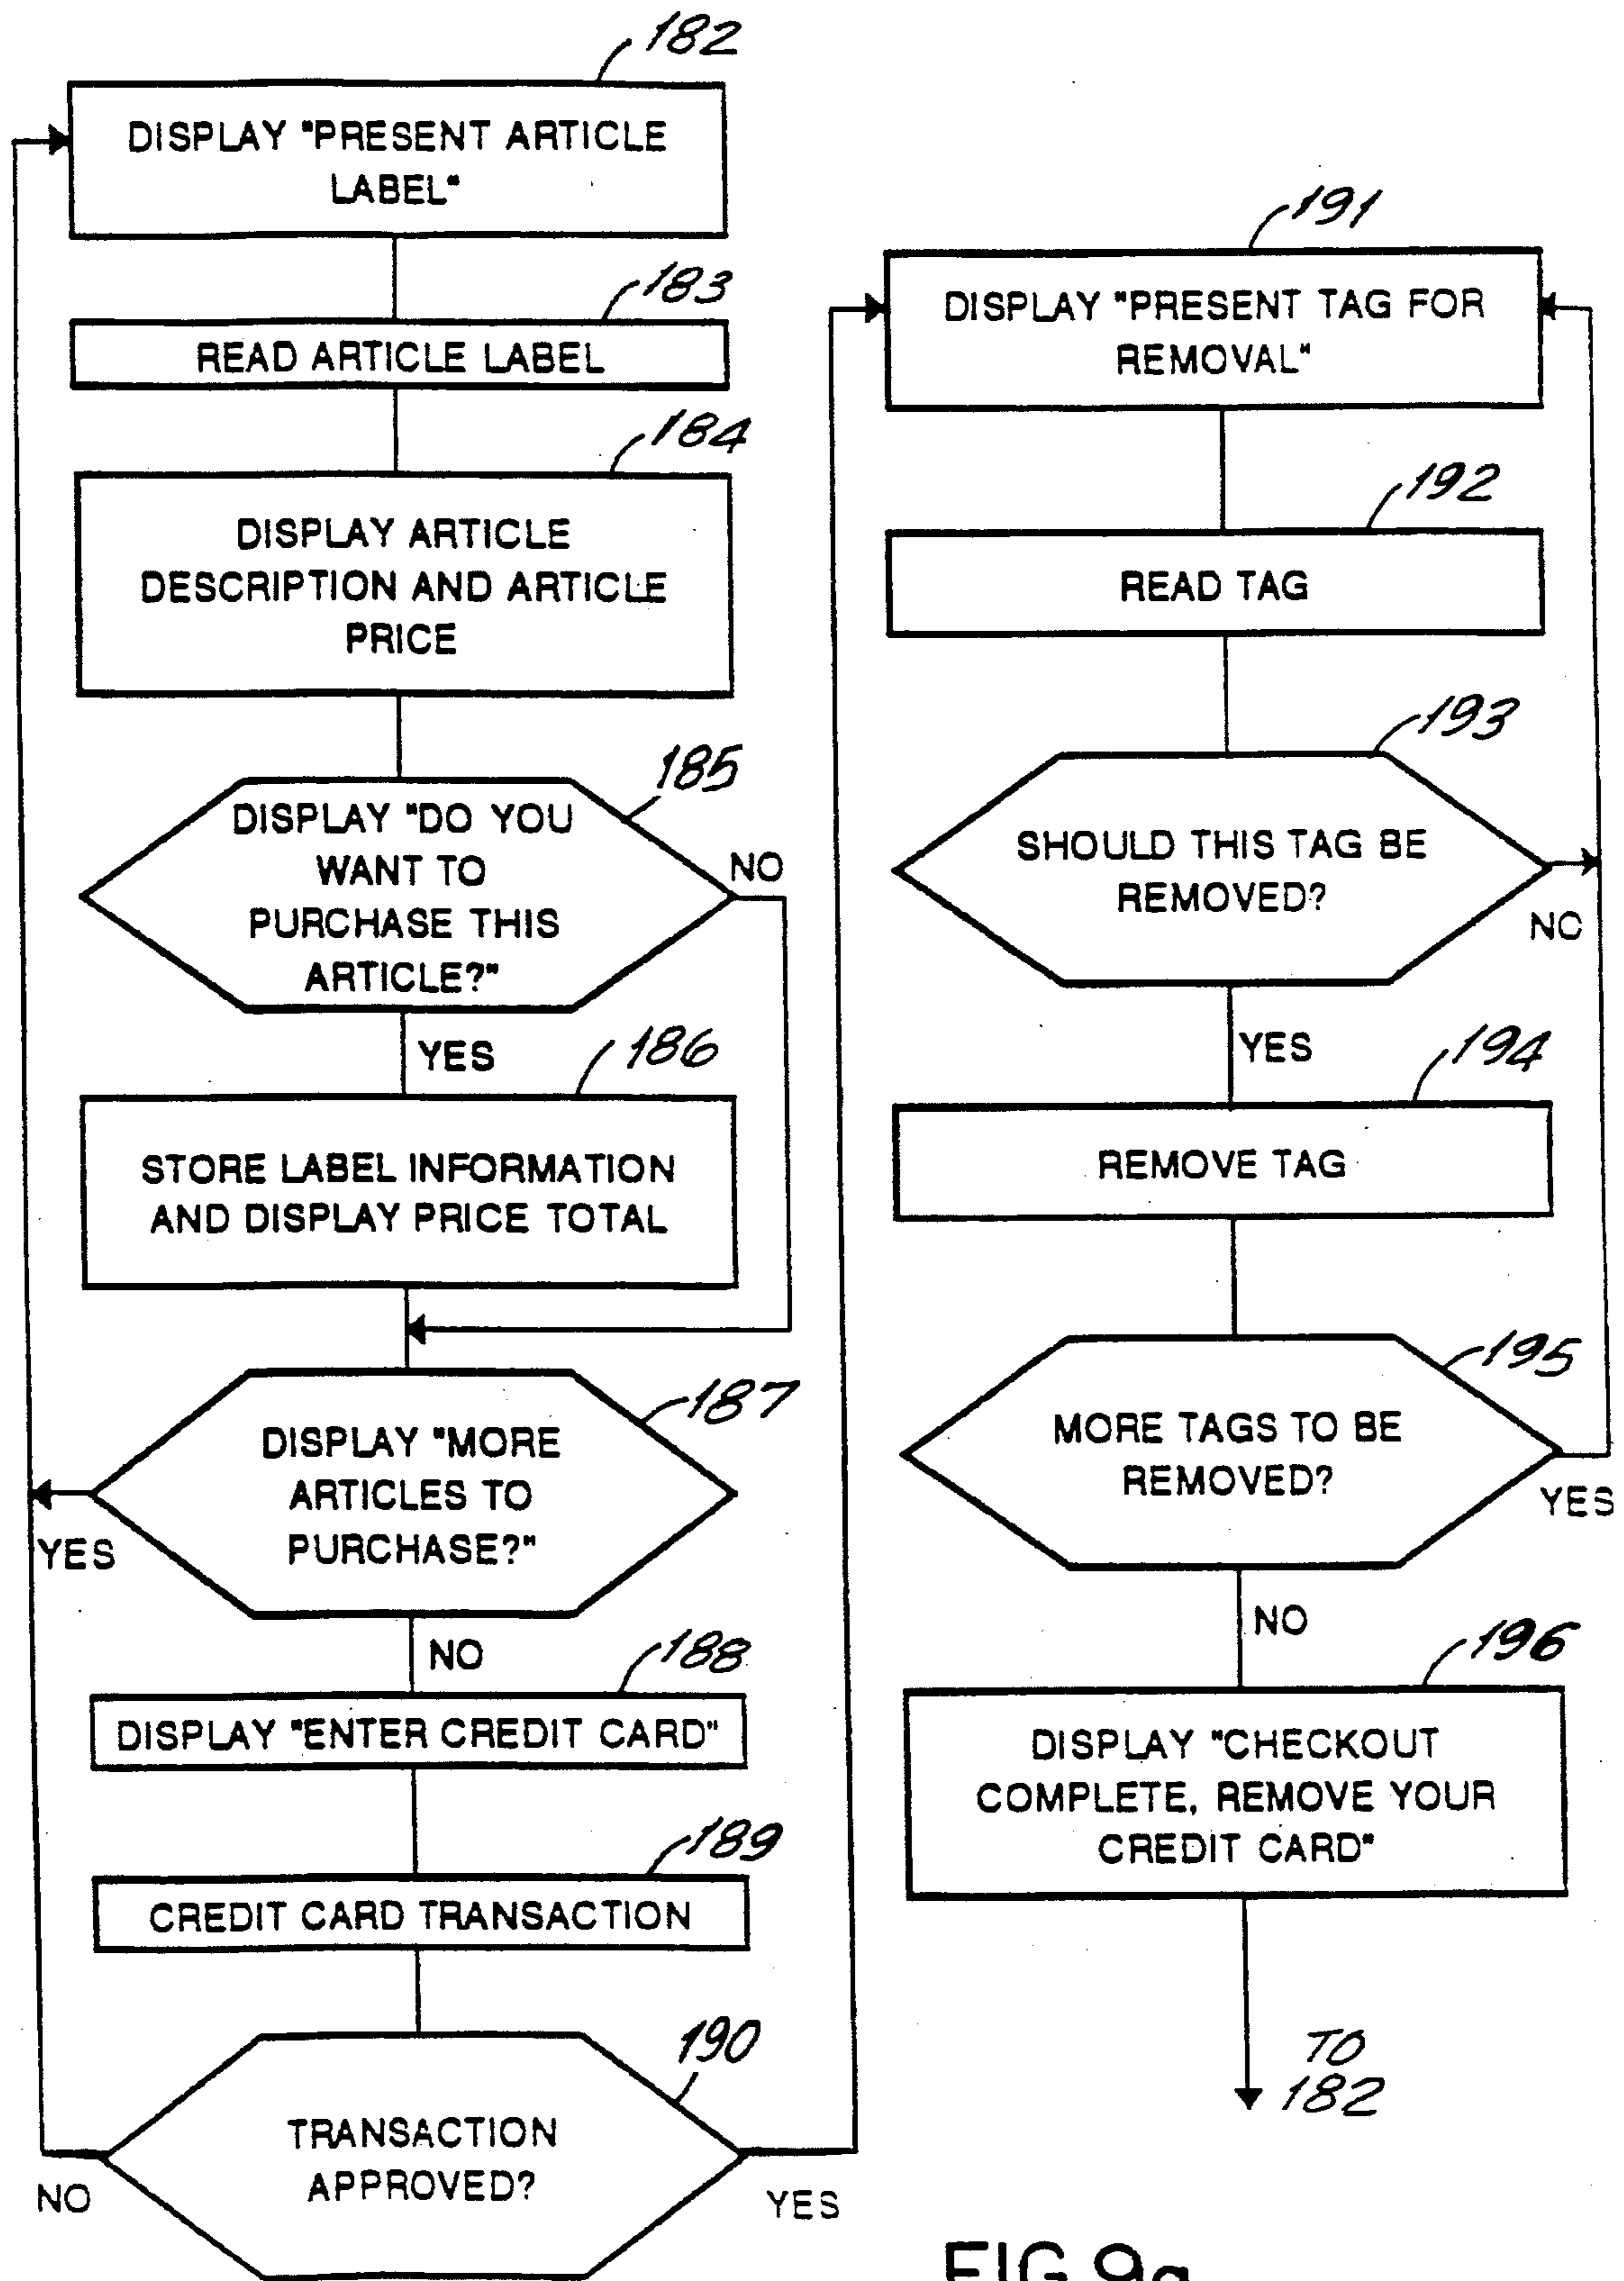 182
DISPLAY "PRESENT ARTICLE
LABEL"
183
READ ARTICLE LABEL
184
DISPLAY ARTICLE
DESCRIPTION AND ARTICLE
PRICE
185
DISPLAY "DO YOU
WANT TO
PURCHASE THIS
ARTICLE?"
NO
YES
186
STORE LABEL INFORMATION
AND DISPLAY PRICE TOTAL
187
DISPLAY "MORE
ARTICLES TO
PURCHASE?"
YES
NO
188
DISPLAY "ENTER CREDIT CARD"
189
CREDIT CARD TRANSACTION
190
TRANSACTION
APPROVED?
NO
YES
191
DISPLAY "PRESENT TAG FOR
REMOVAL"
192
READ TAG
193
SHOULD THIS TAG BE
REMOVED?
NO
YES
194
REMOVE TAG
195
MORE TAGS TO BE
REMOVED?
YES
NO
196
DISPLAY "CHECKOUT
COMPLETE, REMOVE YOUR
CREDIT CARD"
TO
182
FIG.9a